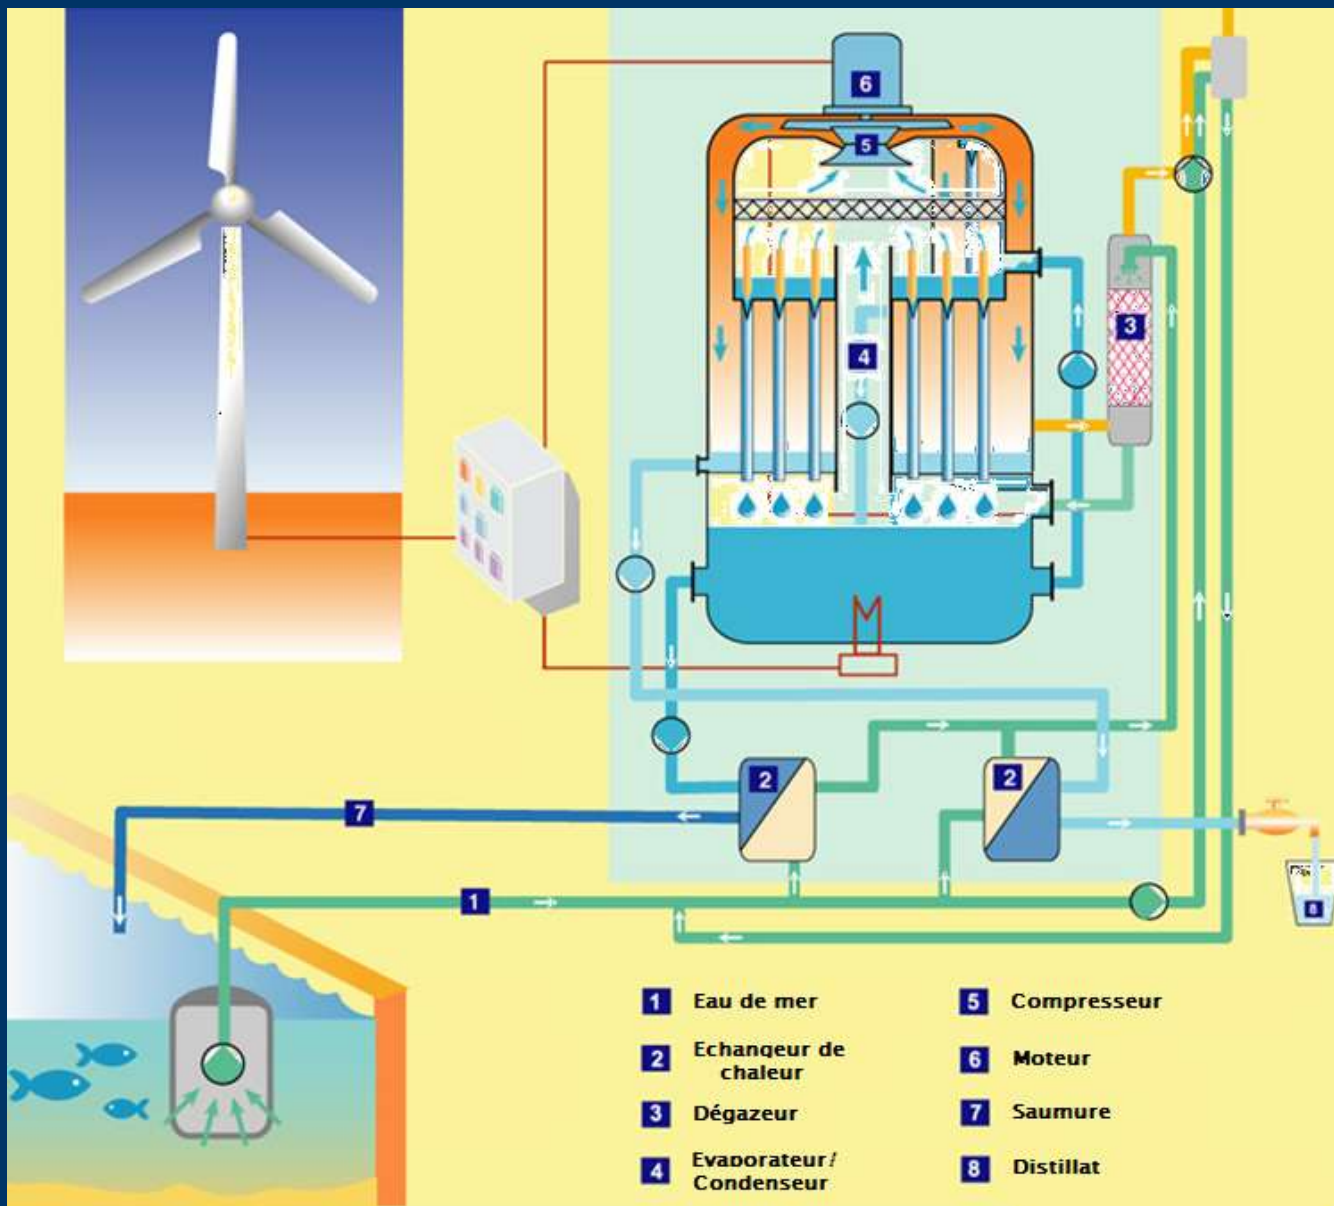 6
5
4
3
2
2
7
1
8
1 Eau de mer
2 Echangeur de
chaleur
3 Dégazeur
4 Evaporateur/
Condenseur
5 Compresseur
6 Moteur
7 Saumure
8 Distillat